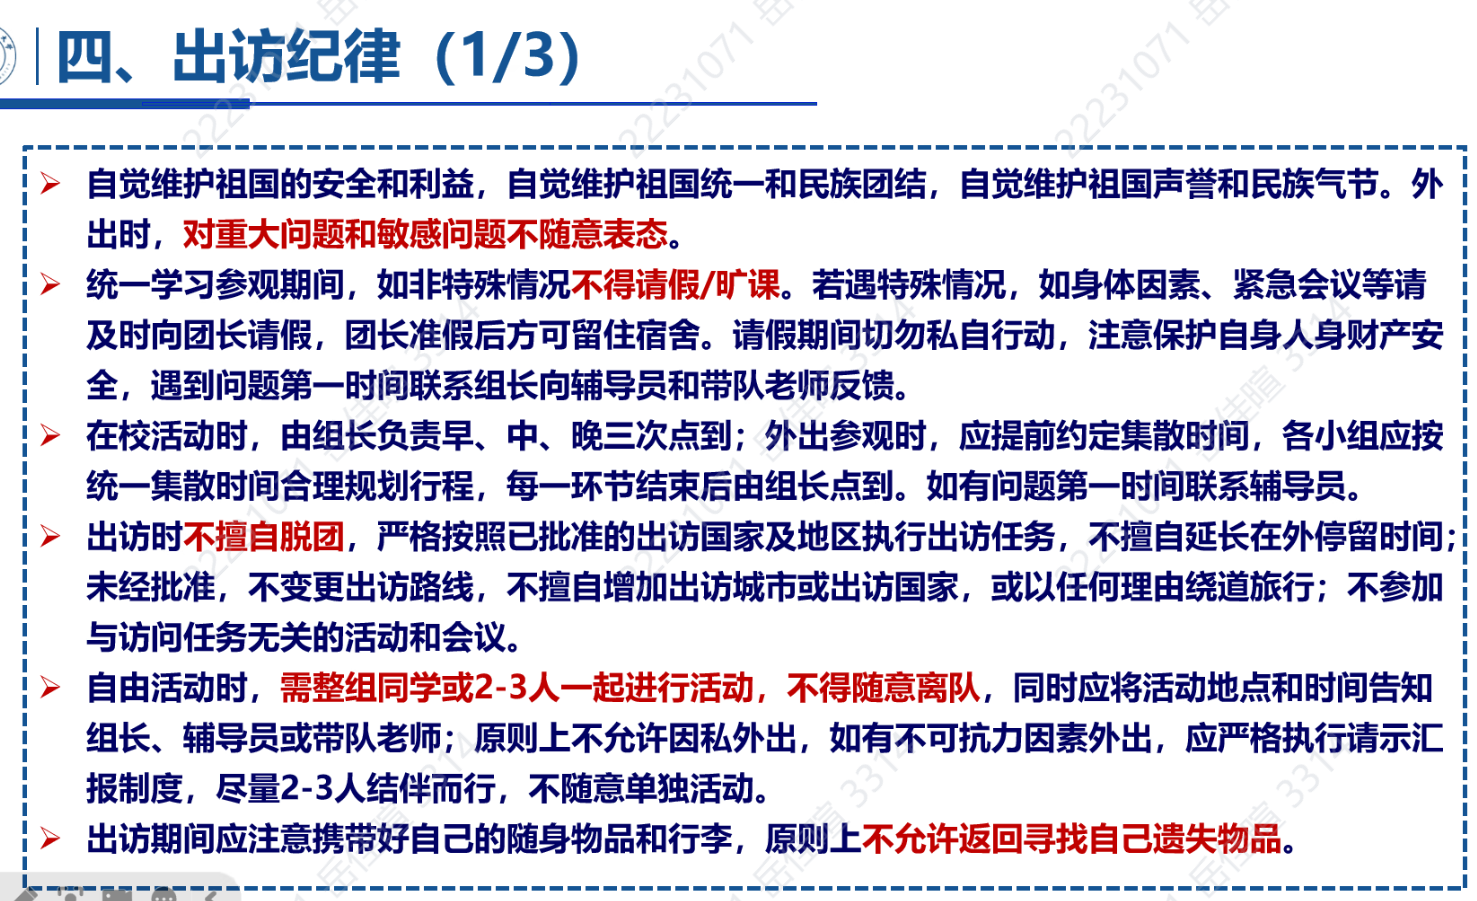 四、出访纪律（1/3）
➢ 自觉维护祖国的安全和利益，自觉维护祖国统一和民族团结，自觉维护祖国声誉和民族气节。外
出时，对重大问题和敏感问题不随意表态。
➢ 统一学习参观期间，如非特殊情况不得请假/旷课。若遇特殊情况，如身体因素、紧急会议等请
及时向团长请假，团长准假后方可留住宿舍。请假期间切勿私自行动，注意保护自身人身财产安
全，遇到问题第一时间联系组长向辅导员和带队老师反馈。
➢ 在校活动时，由组长负责早、中、晚三次点到；外出参观时，应提前约定集散时间，各小组应按
统一集散时间合理规划行程，每一环节结束后由组长点到。如有问题第一时间联系辅导员。
➢ 出访时不擅自脱团，严格按照已批准的出访国家及地区执行出访任务，不擅自延长在外停留时间；
未经批准，不变更出访路线，不擅自增加出访城市或出访国家，或以任何理由绕道旅行；不参加
与访问任务无关的活动和会议。
➢ 自由活动时，需整组同学或2-3人一起进行活动，不得随意离队，同时应将活动地点和时间告知
组长、辅导员或带队老师；原则上不允许因私外出，如有不可抗力因素外出，应严格执行请示汇
报制度，尽量2-3人结伴而行，不随意单独活动。
➢ 出访期间应注意携带好自己的随身物品和行李，原则上不允许返回寻找自己遗失物品。
22231071 岳佳暄 3314